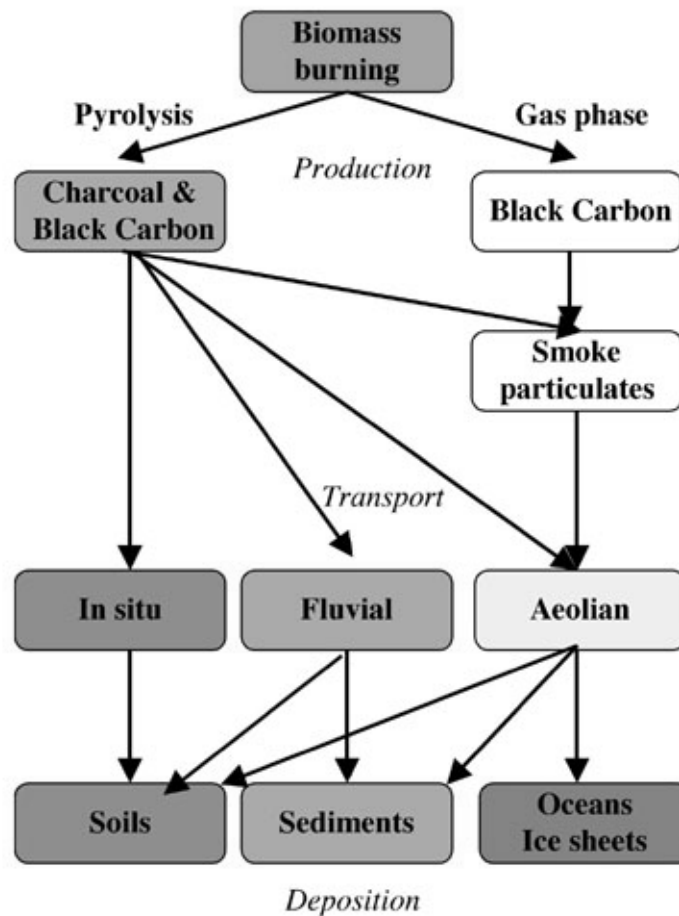 Biomass
burning
Pyrolysis
Gas phase
Production
Charcoal &
Black Carbon
Black Carbon
Smoke
particulates
Transport
In situ
Fluvial
Aeolian
Soils
Sediments
Oceans
Ice sheets
Deposition